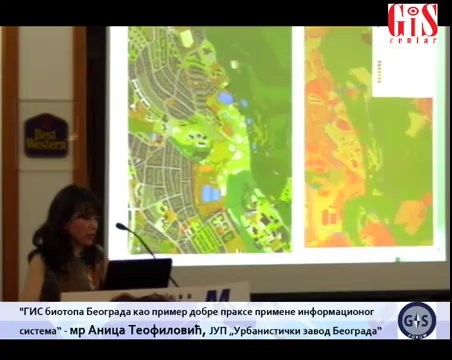 GiS
centar
Best
Western
M
"ГИС биотопа Београда као пример добре праксе примене информационог
система“ - мр Аница Теофиловић, ЈУП „Урбанистички завод Београда“
GiS